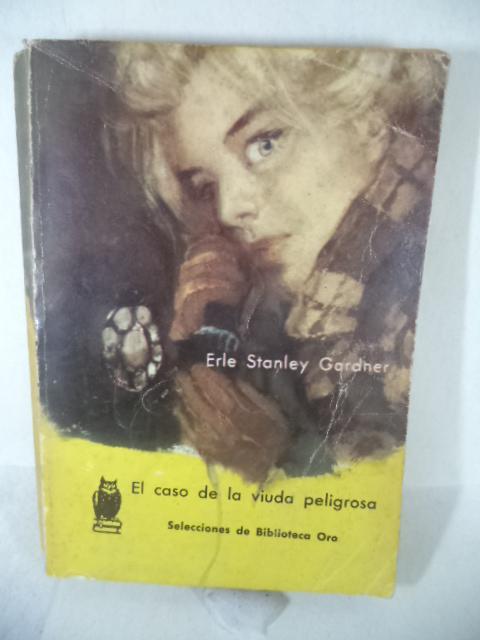 Erle Stanley Gardner
El caso de la viuda peligrosa
Selecciones de Biblioteca Oro